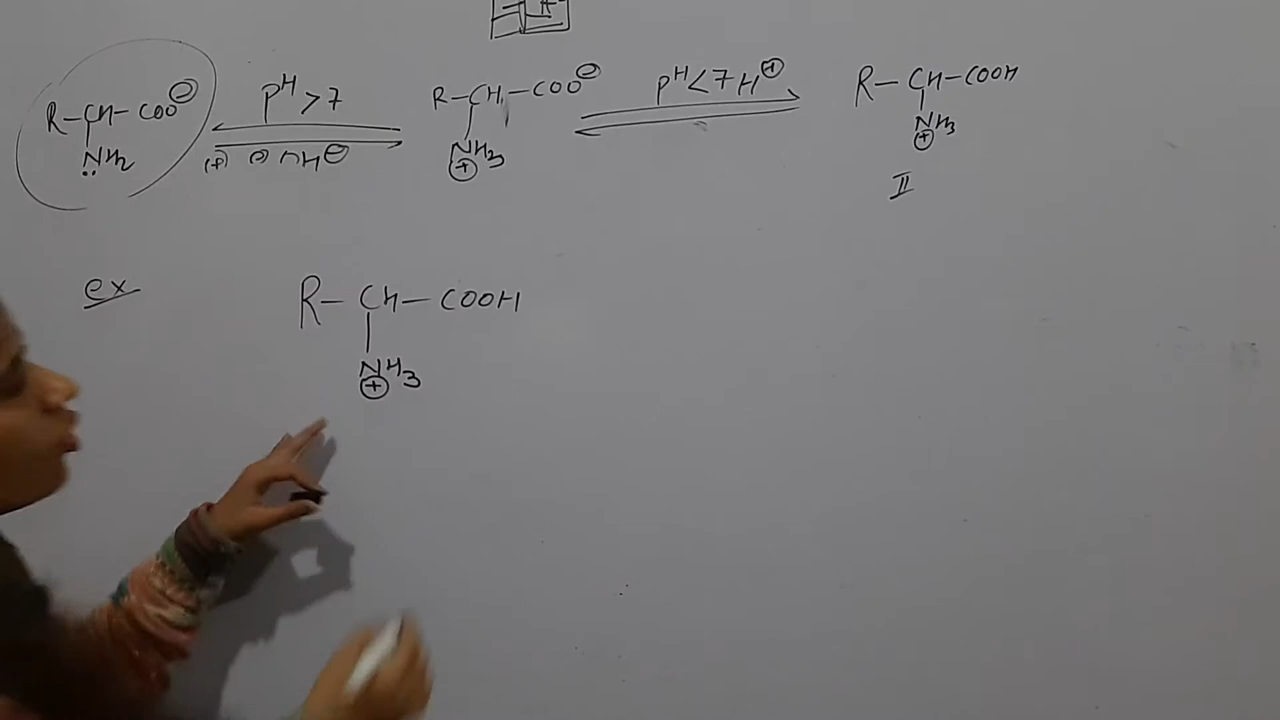 R-CH-COO⊖ pH>7 R-CH-COO⊖ pH<7 H⊕ R-CH-COOH
:NH2 ⊕ ⊖ OH⊖ NH3⊕ NH3⊕
II
ex R-CH-COOH
NH3⊕